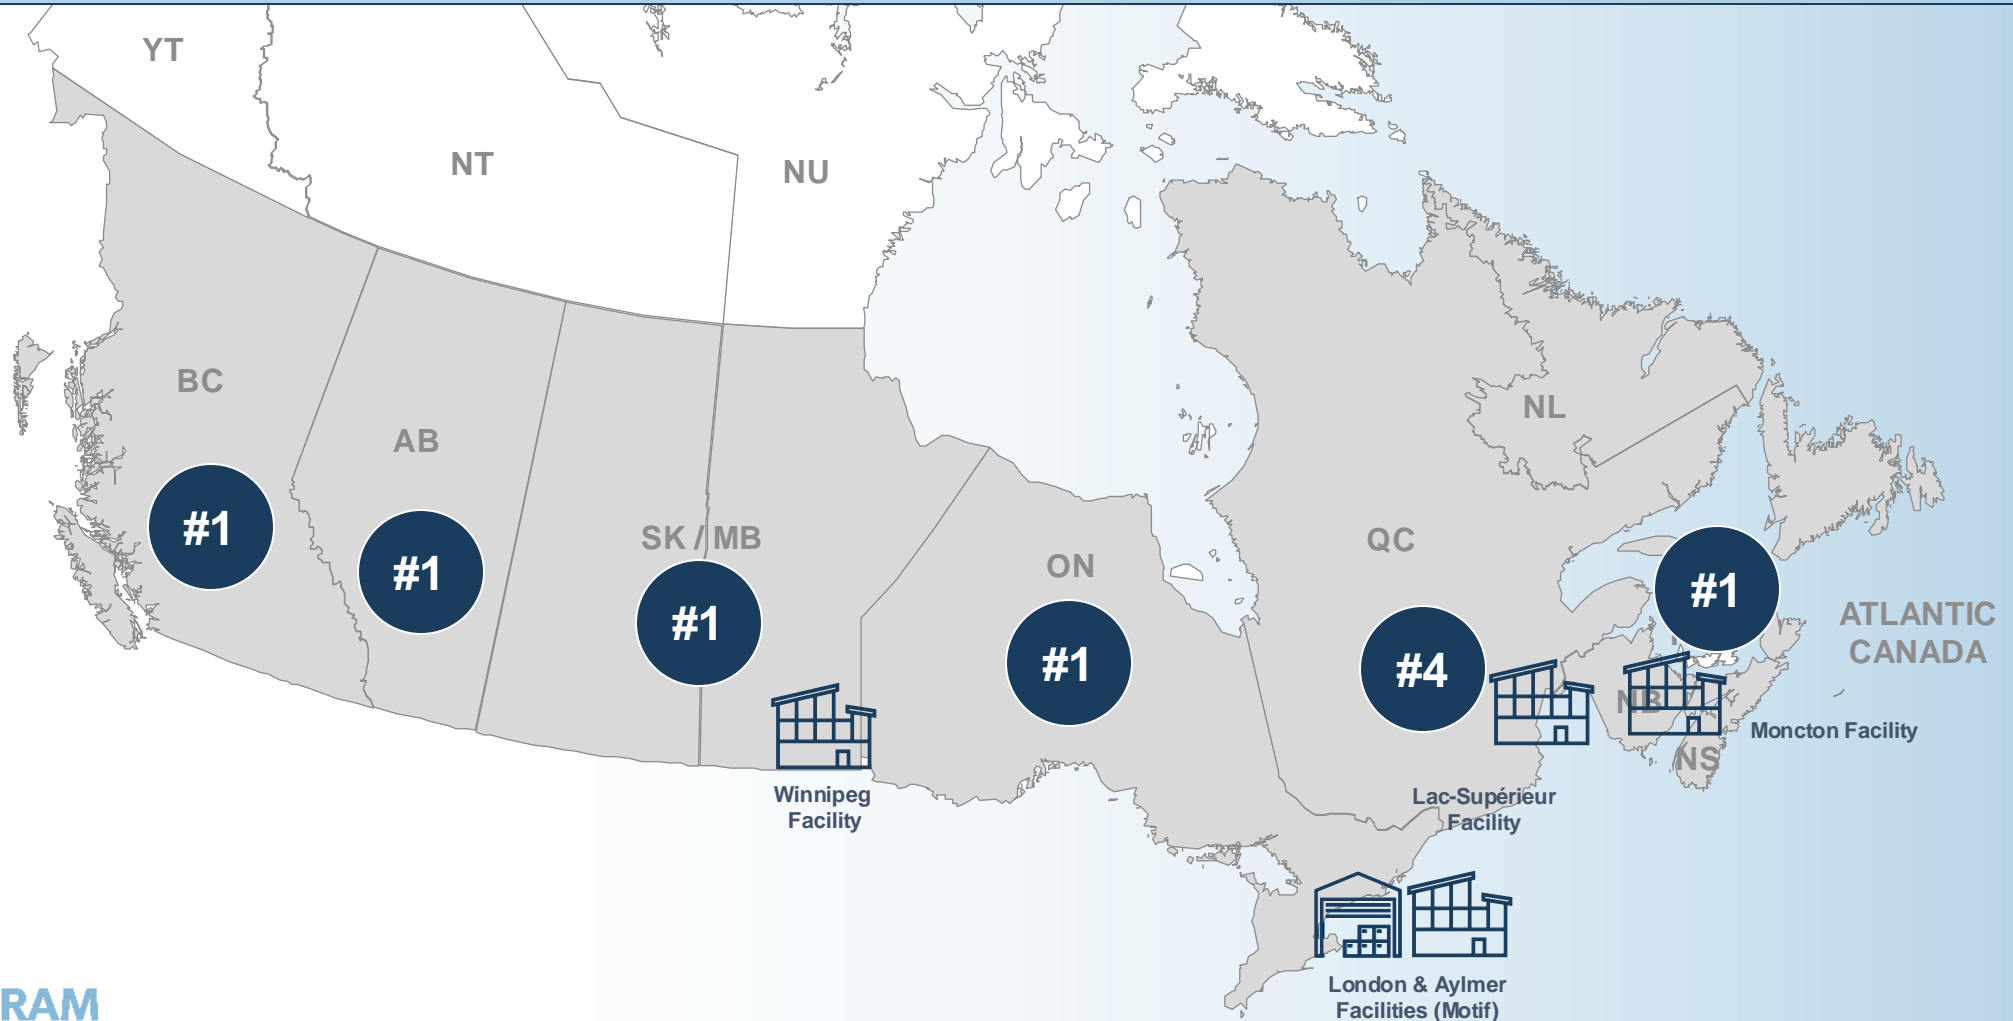 YT
NT
NU
BC
AB
SK / MB
ON
QC
NL
NB
NS
ATLANTIC
CANADA
#1
#1
#1
#1
#4
#1
Winnipeg
Facility
Lac-Supérieur
Facility
Moncton Facility
London & Aylmer
Facilities (Motif)
RAM